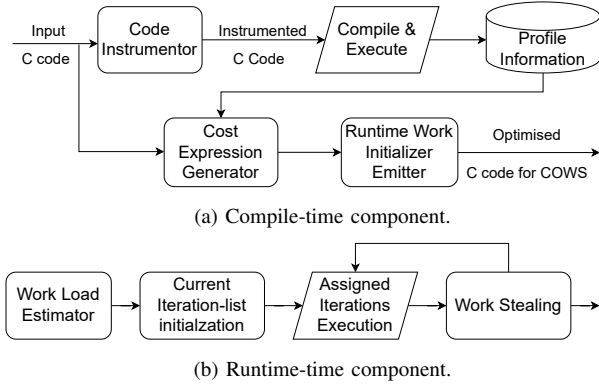 Input
C code
Code
Instrumentor
Instrumented
C Code
Compile &
Execute
Profile
Information
Cost
Expression
Generator
Runtime Work
Initializer
Emitter
Optimised
C code for COWS
(a) Compile-time component.
Work Load
Estimator
Current
Iteration-list
initialzation
Assigned
Iterations
Execution
Work Stealing
(b) Runtime-time component.